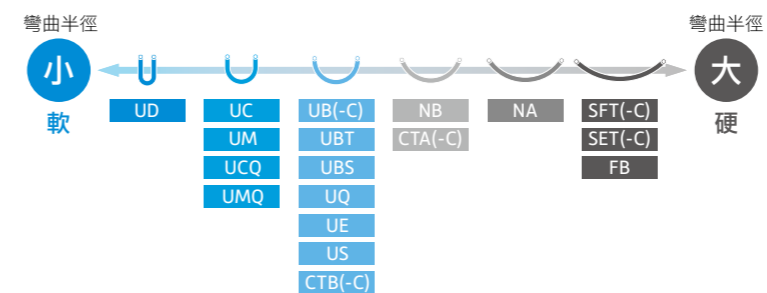 彎曲半徑
彎曲半徑
小
大
軟
硬
UD
UC
UB(-C)
NB
NA
SFT(-C)
UM
UBT
CTA(-C)
SET(-C)
UCQ
UBS
FB
UMQ
UQ
UE
US
CTB(-C)